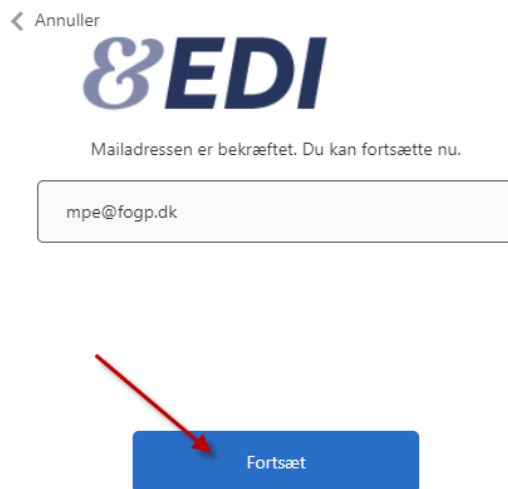 Annuller
&EDI
Mailadressen er bekræftet. Du kan fortsætte nu.
mpe@fogp.dk
Fortsæt